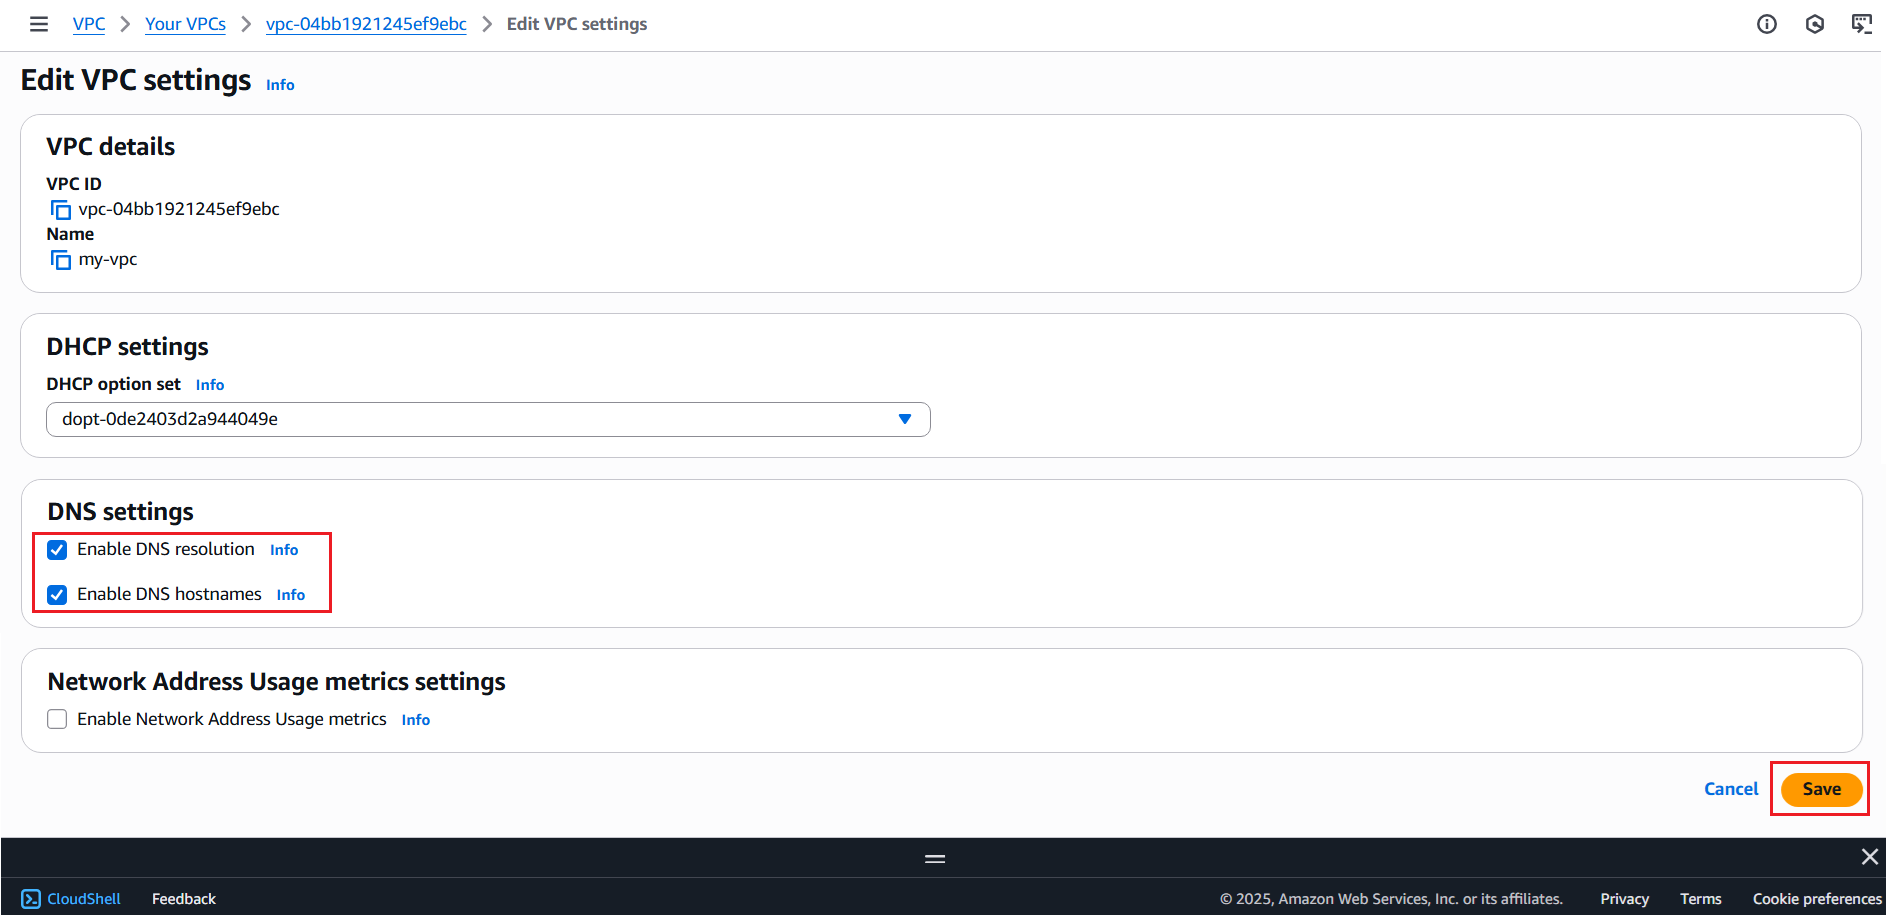 VPC > Your VPCs > vpc-04bb1921245ef9ebc > Edit VPC settings
Edit VPC settings Info
VPC details
VPC ID
vpc-04bb1921245ef9ebc
Name
my-vpc
DHCP settings
DHCP option set Info
dopt-0de2403d2a944049e
DNS settings
Enable DNS resolution Info
Enable DNS hostnames Info
Network Address Usage metrics settings
Enable Network Address Usage metrics Info
Cancel Save
CloudShell Feedback © 2025, Amazon Web Services, Inc. or its affiliates. Privacy Terms Cookie preferences